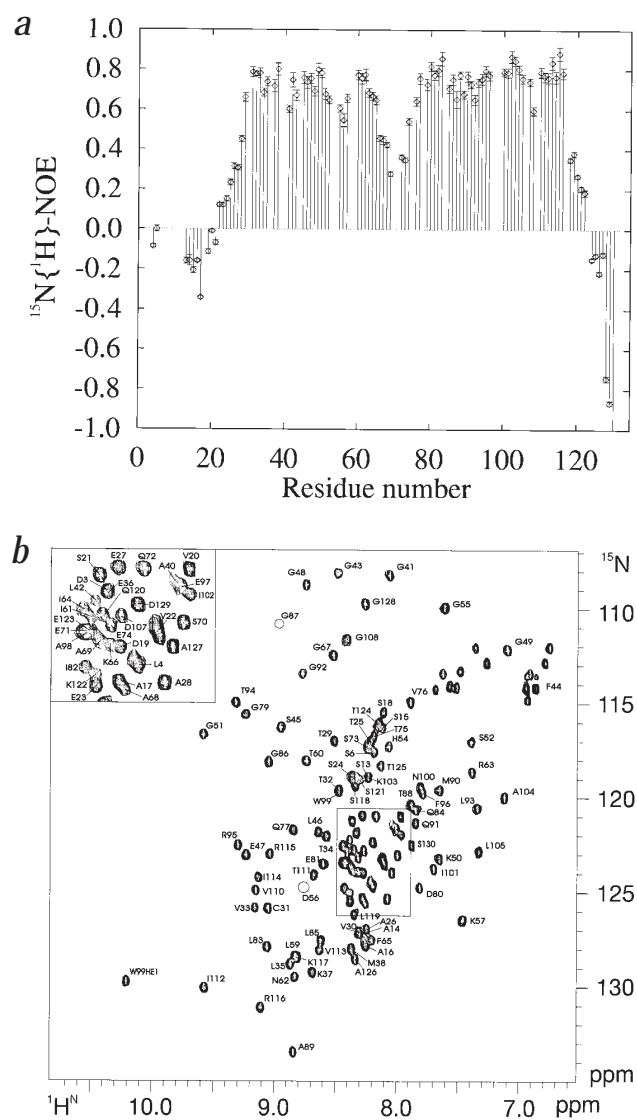 a
1.0
0.8
0.6
0.4
0.2
0.0
-0.2
-0.4
-0.6
-0.8
-1.0
¹⁵N{¹H}-NOE
0 20 40 60 80 100 120
Residue number
b
¹⁵N
110
115
120
125
130
ppm
¹Hᴺ 10.0 9.0 8.0 7.0 ppm
S21 E27 Q72 V20
A40
D3 E36 E97
L42 Q120 I102
I64 D129
I61 V22
E123 D107 S70
E71 E74
A98 D19 A127
A69 K66 L4
I82
K122 A17 A28
E23 A68
G48 G43 G41
G128 G55
G87
G108
G67 G49
G92
F44
T94 S18 V76
G79 T124 S15
G51 S45 T25 T75
T29 S73 H54 S52
S6
G86 T60 S13 T125
S24 K103 R63
T32 S121 N100 M90
W99 S118 F96 A104
T88 Q84 L93
Q77 L46 Q91
R95 T34 S130
E47 R115 E81 K50 L105
I114 T111 I101
V110 D56 D80
V33 C31 L119
V30 A26 K57
L83 L85 A14
L59 V113 F65
A16
L35 K117 M38
N62 K37 A126
W99HE1 I112
R116
A89